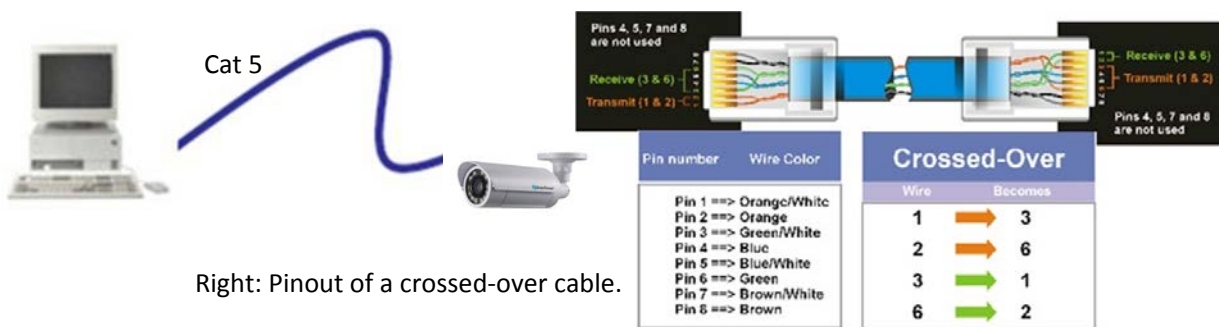 Cat 5
Right: Pinout of a crossed-over cable.
Pins 4, 5, 7 and 8
are not used
Receive (3 & 6)
Transmit (1 & 2)
Receive (3 & 6)
Transmit (1 & 2)
Pins 4, 5, 7 and 8
are not used
Pin number Wire Color
Pin 1 ==> Orange/White
Pin 2 ==> Orange
Pin 3 ==> Green/White
Pin 4 ==> Blue
Pin 5 ==> Blue/White
Pin 6 ==> Green
Pin 7 ==> Brown/White
Pin 8 ==> Brown
Crossed-Over
Wire Becomes
1 3
2 6
3 1
6 2